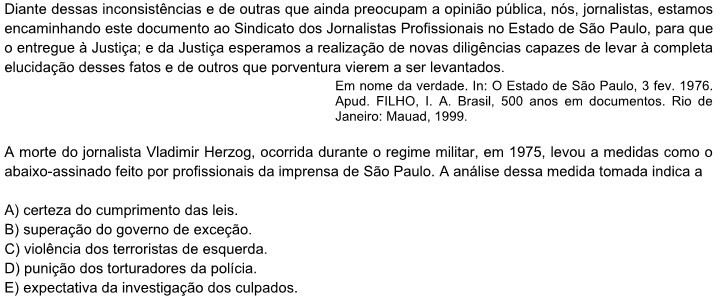 Diante dessas inconsistências e de outras que ainda preocupam a opinião pública, nós, jornalistas, estamos
encaminhando este documento ao Sindicato dos Jornalistas Profissionais no Estado de São Paulo, para que
o entregue à Justiça; e da Justiça esperamos a realização de novas diligências capazes de levar à completa
elucidação desses fatos e de outros que porventura vierem a ser levantados.
Em nome da verdade. In: O Estado de São Paulo, 3 fev. 1976.
Apud. FILHO, I. A. Brasil, 500 anos em documentos. Rio de
Janeiro: Mauad, 1999.
A morte do jornalista Vladimir Herzog, ocorrida durante o regime militar, em 1975, levou a medidas como o
abaixo-assinado feito por profissionais da imprensa de São Paulo. A análise dessa medida tomada indica a
A) certeza do cumprimento das leis.
B) superação do governo de exceção.
C) violência dos terroristas de esquerda.
D) punição dos torturadores da polícia.
E) expectativa da investigação dos culpados.